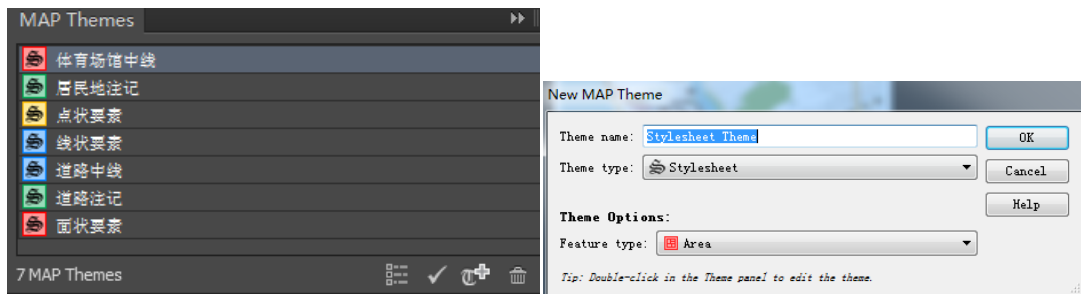 MAP Themes
体育场馆中线
居民地注记
点状要素
线状要素
道路中线
道路注记
面状要素
7 MAP Themes
New MAP Theme
Theme name: Stylesheet Theme
OK
Theme type: Stylesheet
Cancel
Help
Theme Options:
Feature type: Area
Tip: Double-click in the Theme panel to edit the theme.